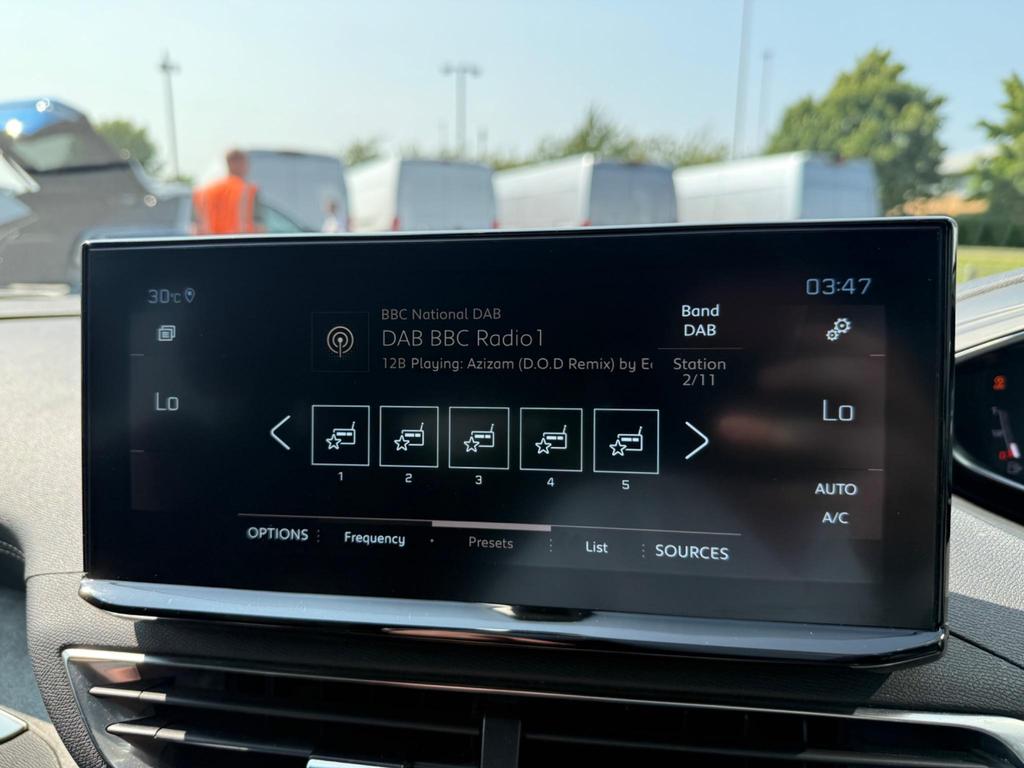 30°C
03:47
BBC National DAB
DAB BBC Radio1
12B Playing: Azizam (D.O.D Remix) by E
Band
DAB
Station
2/11
Lo
Lo
1
2
3
4
5
AUTO
A/C
OPTIONS
Frequency
Presets
List
SOURCES